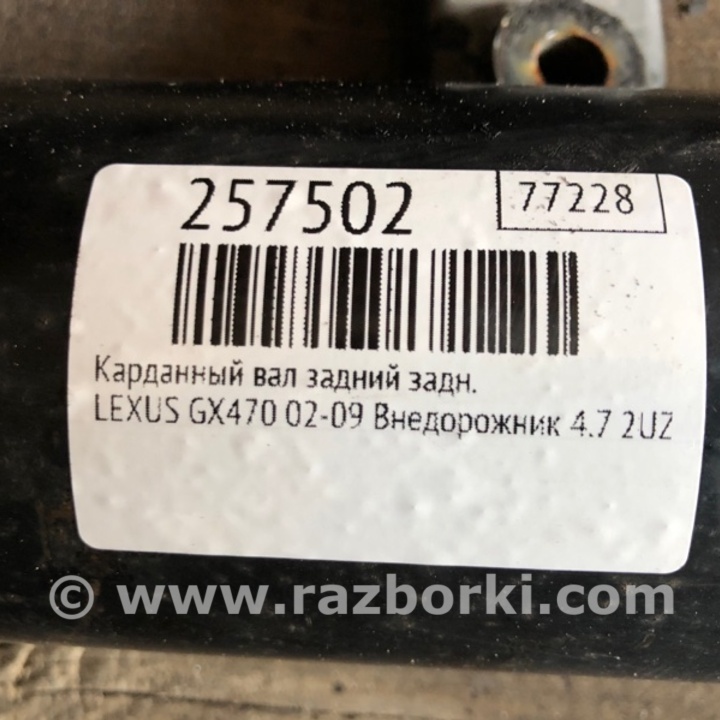 257502
77228
Карданный вал задний задн.
LEXUS GX470 02-09 Внедорожник 4.7 2UZ
© www.razborki.com